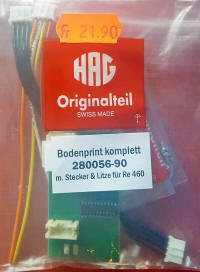 Fr 21.90
HAG
Originalteil
SWISS MADE
Bodenprint komplett
280056-90
m. Stecker & Litze für Re 460